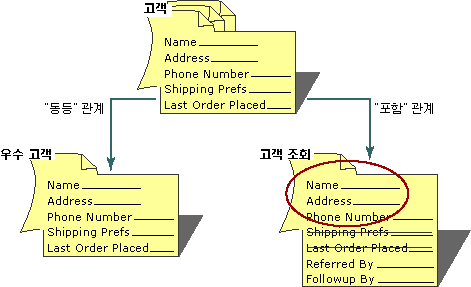 고객
Name
Address
Phone Number
Shipping Prefs
Last Order Placed
"동등" 관계
"포함" 관계
우수 고객
Name
Address
Phone Number
Shipping Prefs
Last Order Placed
고객 조회
Name
Address
Phone Number
Shipping Prefs
Last Order Placed
Referred By
Followup By